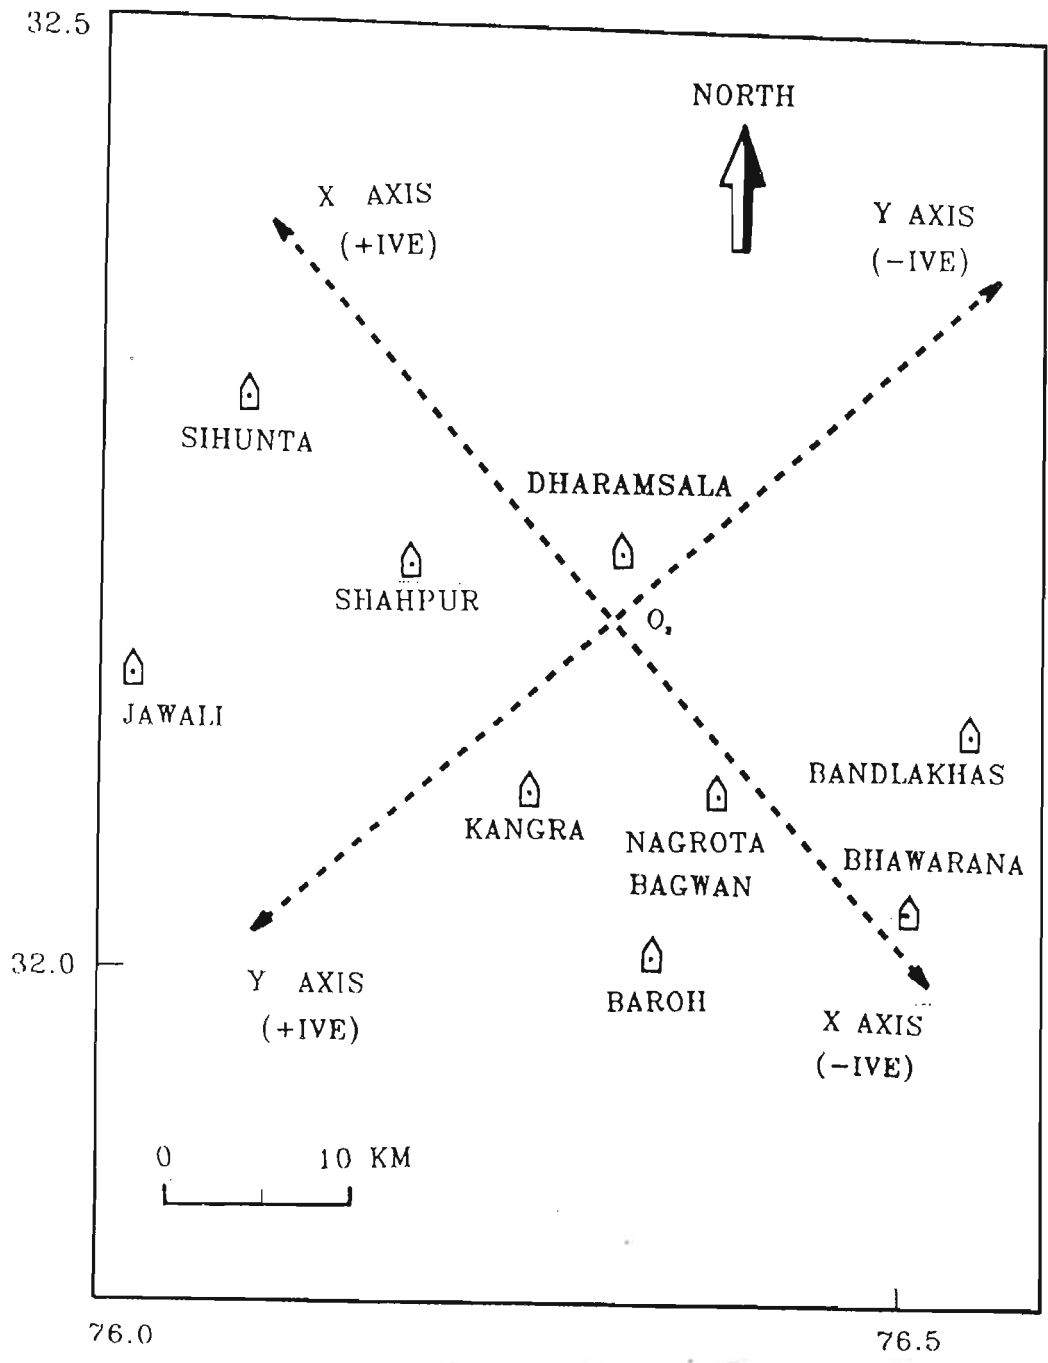 32.5
NORTH
X AXIS
(+IVE)
Y AXIS
(−IVE)
SIHUNTA
DHARAMSALA
SHAHPUR
O₂
JAWALI
BANDLAKHAS
KANGRA
NAGROTA
BAGWAN
BHAWARANA
32.0
Y AXIS
(+IVE)
BAROH
X AXIS
(−IVE)
0 10 KM
76.0 76.5